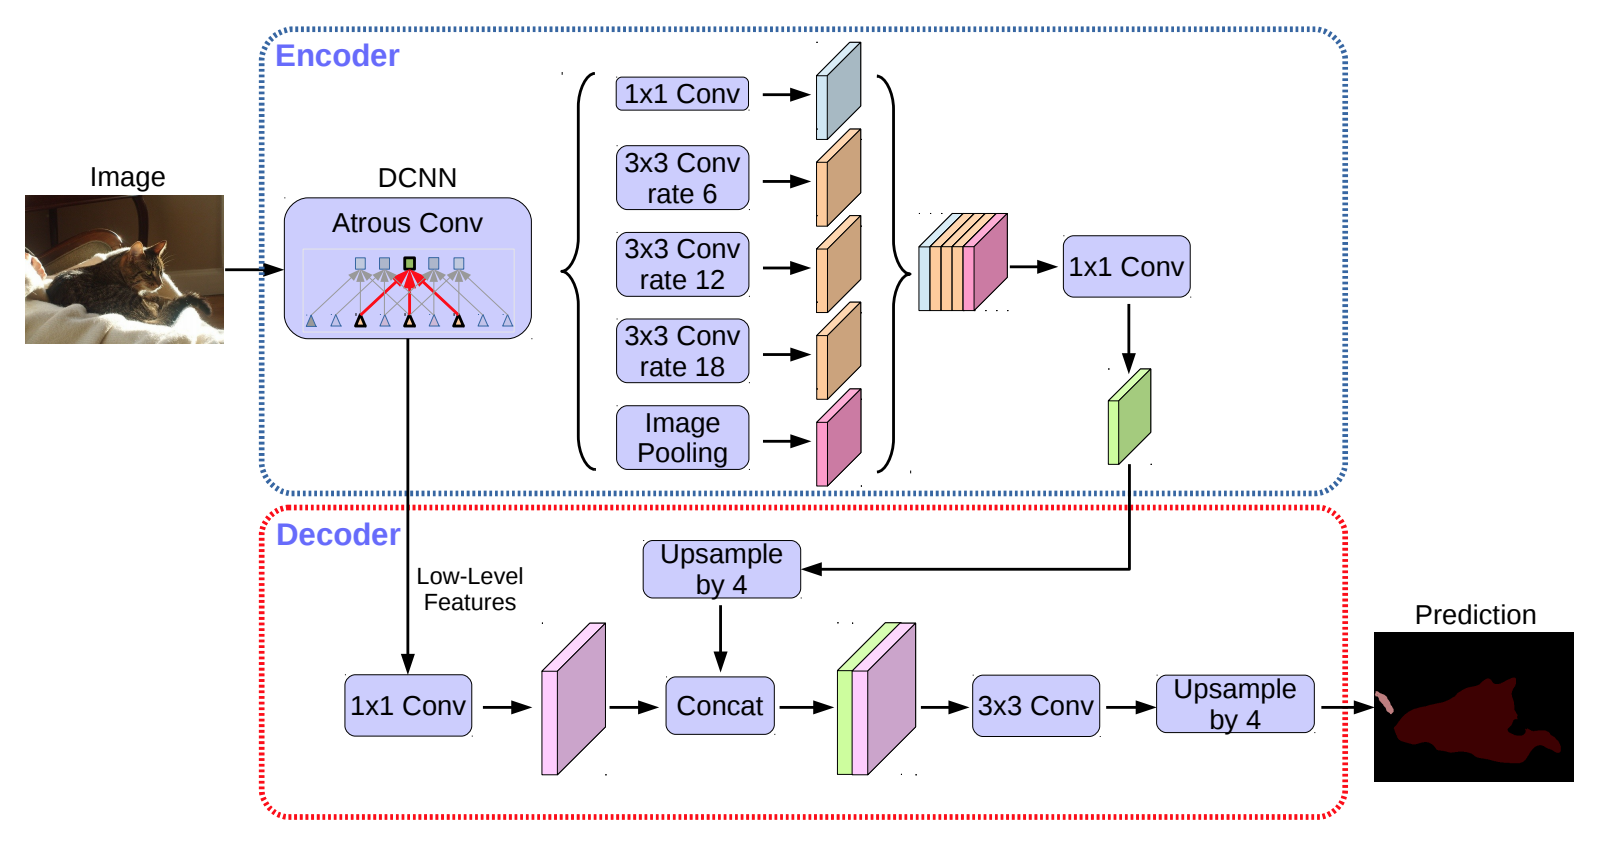 Encoder
Image
DCNN
Atrous Conv
1x1 Conv
3x3 Conv
rate 6
3x3 Conv
rate 12
3x3 Conv
rate 18
Image
Pooling
1x1 Conv
Decoder
Low-Level
Features
Upsample
by 4
1x1 Conv
Concat
3x3 Conv
Upsample
by 4
Prediction